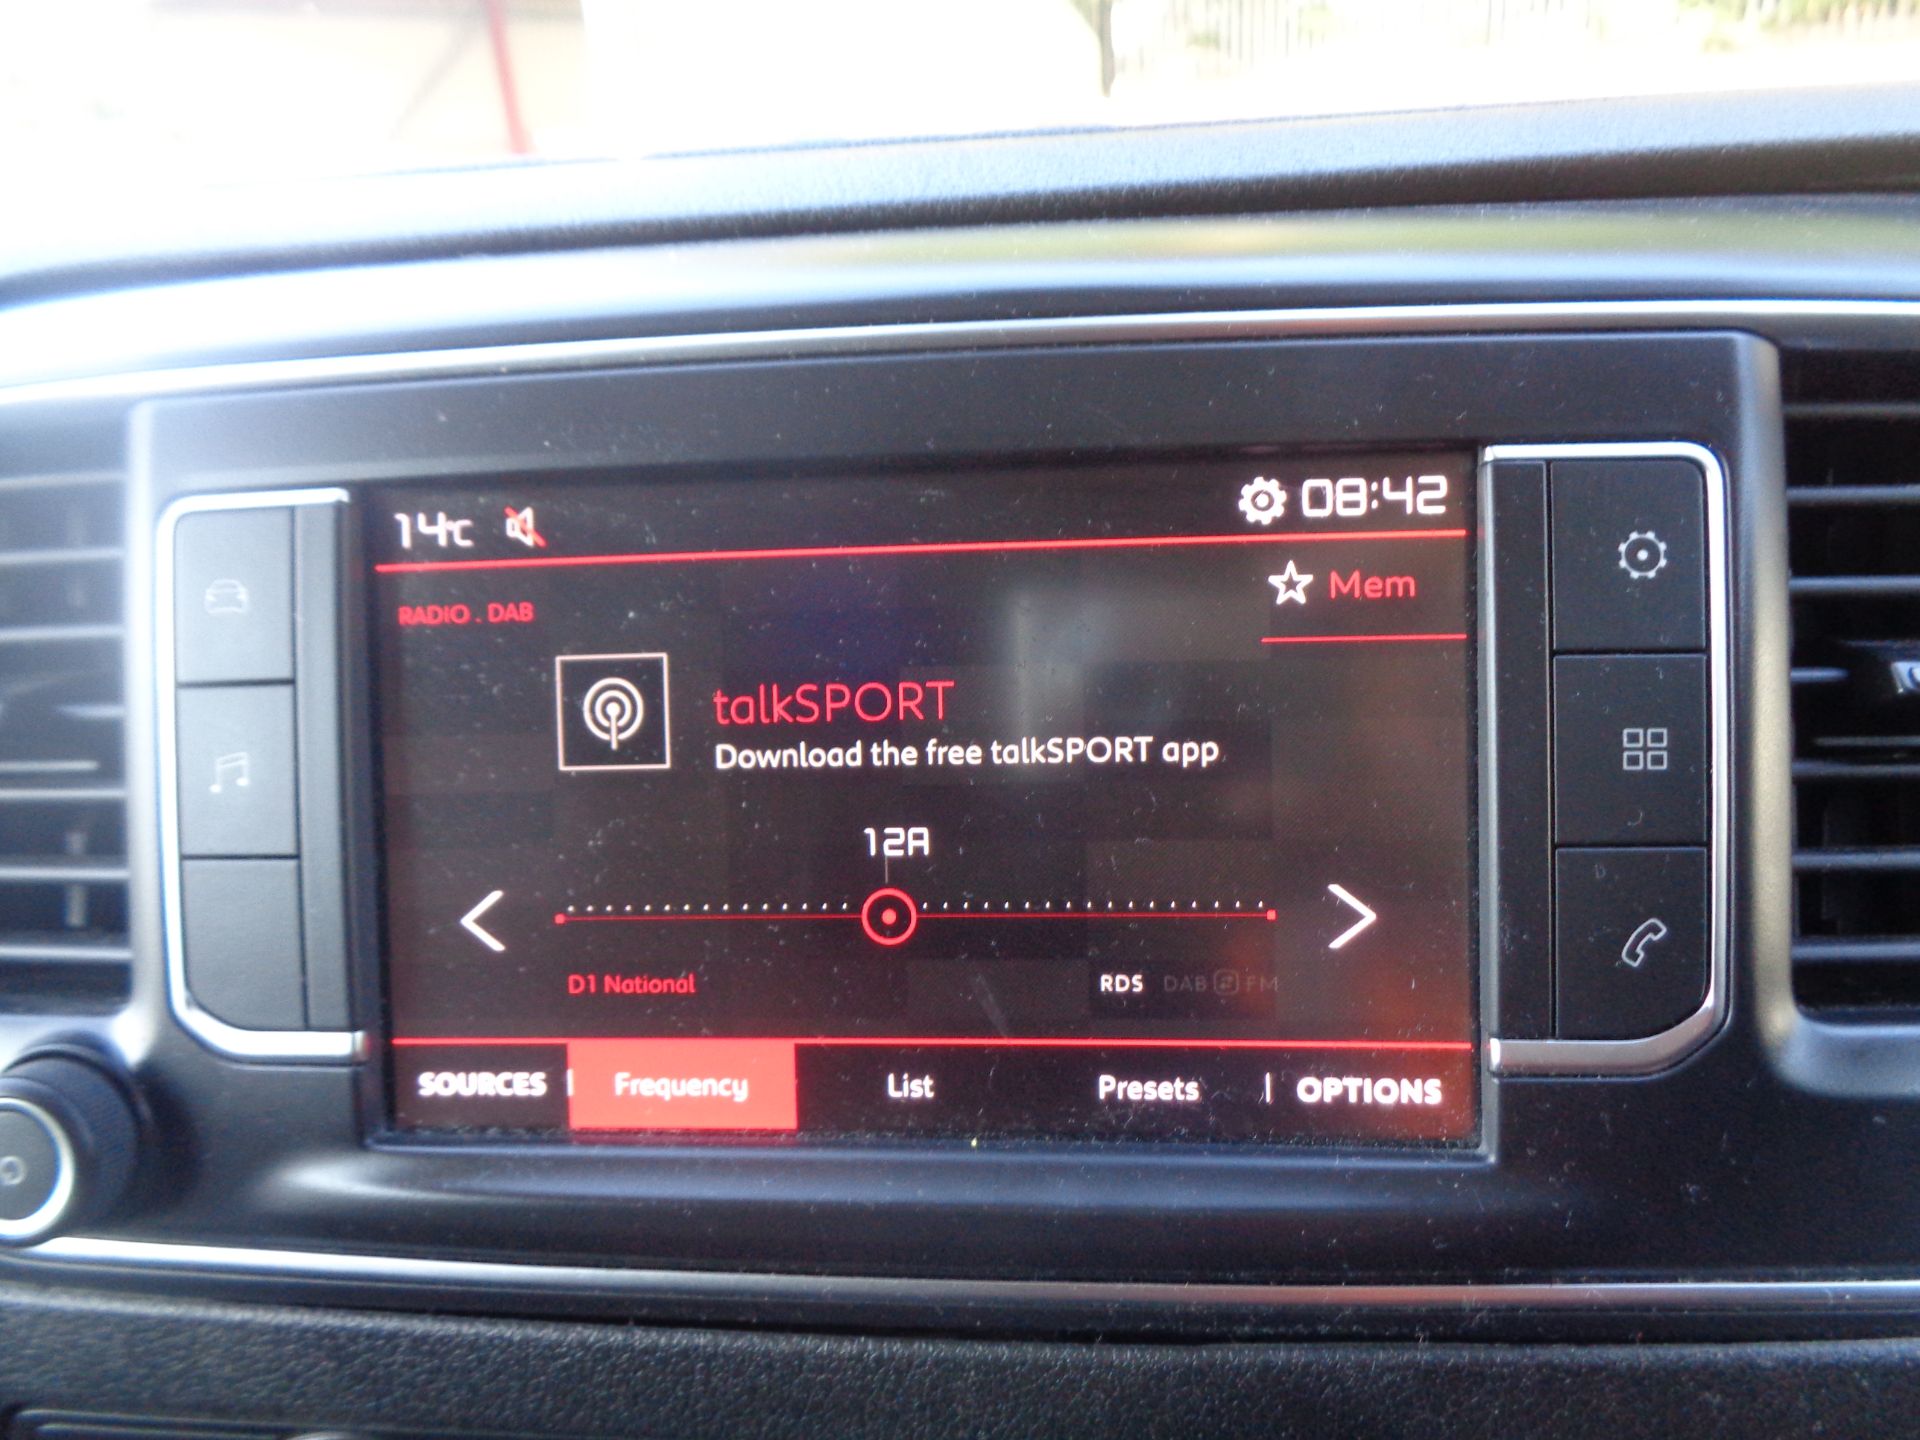 14°C 08:42
Mem
RADIO . DAB
talkSPORT
Download the free talkSPORT app
12A
D1 National RDS DAB FM
SOURCES Frequency List Presets OPTIONS